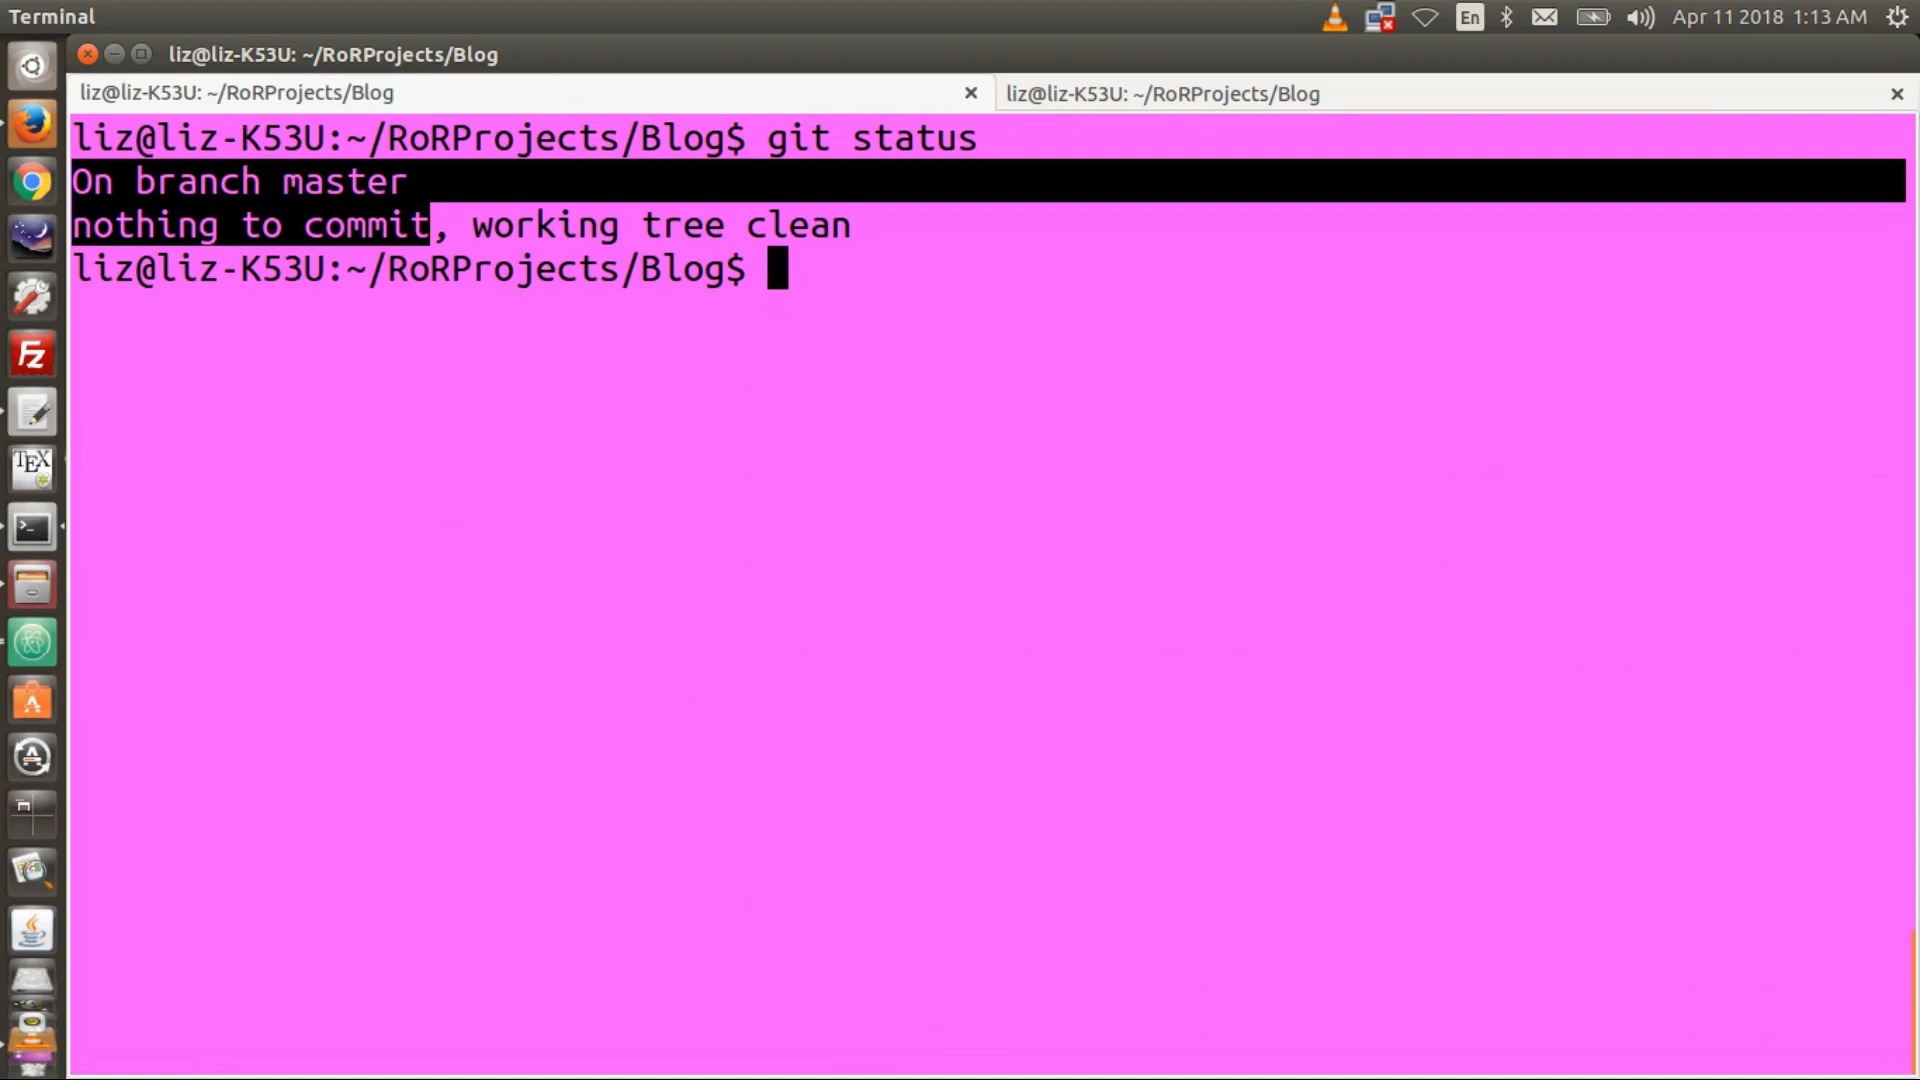 Terminal
En
Apr 11 2018 1:13 AM
liz@liz-K53U: ~/RoRProjects/Blog
liz@liz-K53U: ~/RoRProjects/Blog
liz@liz-K53U: ~/RoRProjects/Blog
liz@liz-K53U:~/RoRProjects/Blog$ git status
On branch master
nothing to commit, working tree clean
liz@liz-K53U:~/RoRProjects/Blog$
Fz
TEX